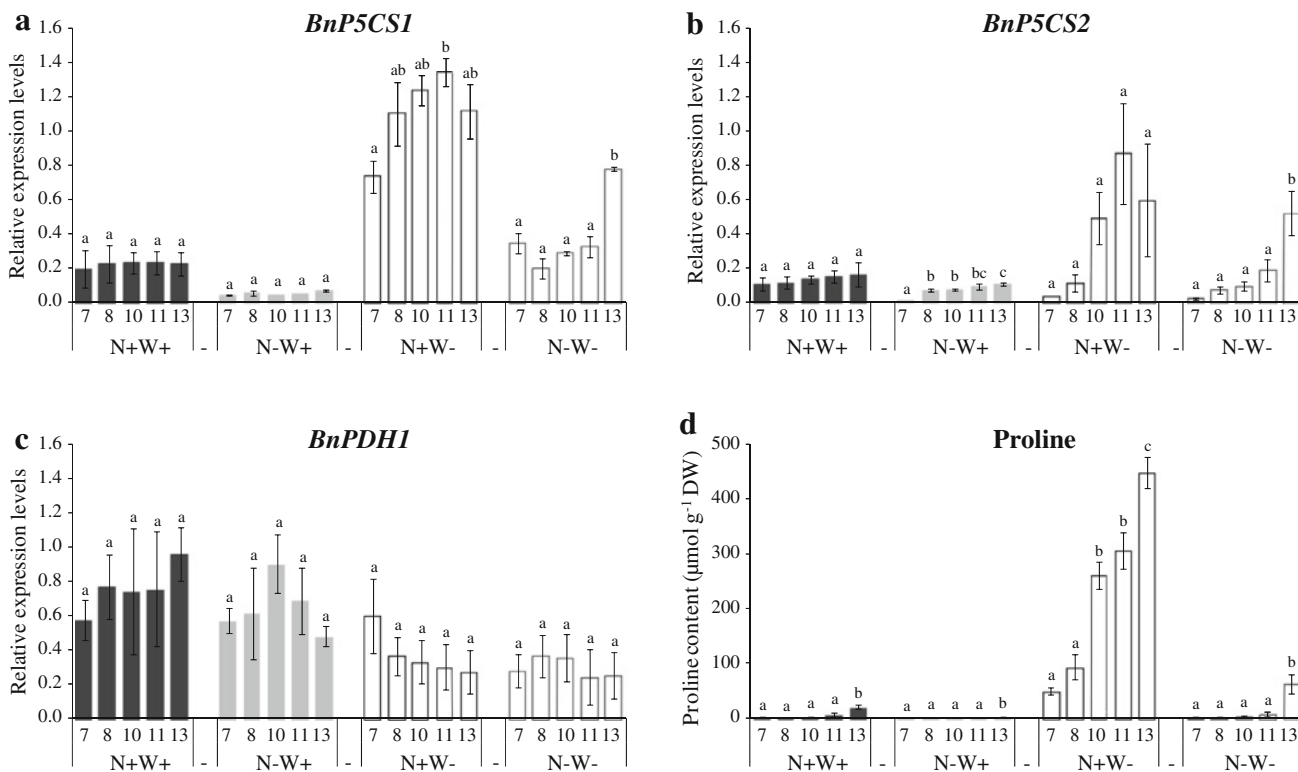 a
BnP5CS1
Relative expression levels
1.6
1.4
1.2
1.0
0.8
0.6
0.4
0.2
0.0
a a a a a
a a a a a
a ab ab b ab
a a a a b
7 8 10 11 13 7 8 10 11 13 7 8 10 11 13 7 8 10 11 13
N+W+ - N-W+ - N+W- - N-W-
b
BnP5CS2
Relative expression levels
1.6
1.4
1.2
1.0
0.8
0.6
0.4
0.2
0.0
a a a a a
a b b bc c
a a a a a
a a a a b
7 8 10 11 13 7 8 10 11 13 7 8 10 11 13 7 8 10 11 13
N+W+ - N-W+ - N+W- - N-W-
c
BnPDH1
Relative expression levels
1.6
1.4
1.2
1.0
0.8
0.6
0.4
0.2
0.0
a a a a a
a a a a a
a a a a a
a a a a a
7 8 10 11 13 7 8 10 11 13 7 8 10 11 13 7 8 10 11 13
N+W+ - N-W+ - N+W- - N-W-
d
Proline
Proline content (µmol g⁻¹ DW)
500
400
300
200
100
0
a a a a b
a a a a b
a a b b c
a a a a b
7 8 10 11 13 7 8 10 11 13 7 8 10 11 13 7 8 10 11 13
N+W+ - N-W+ - N+W- - N-W-